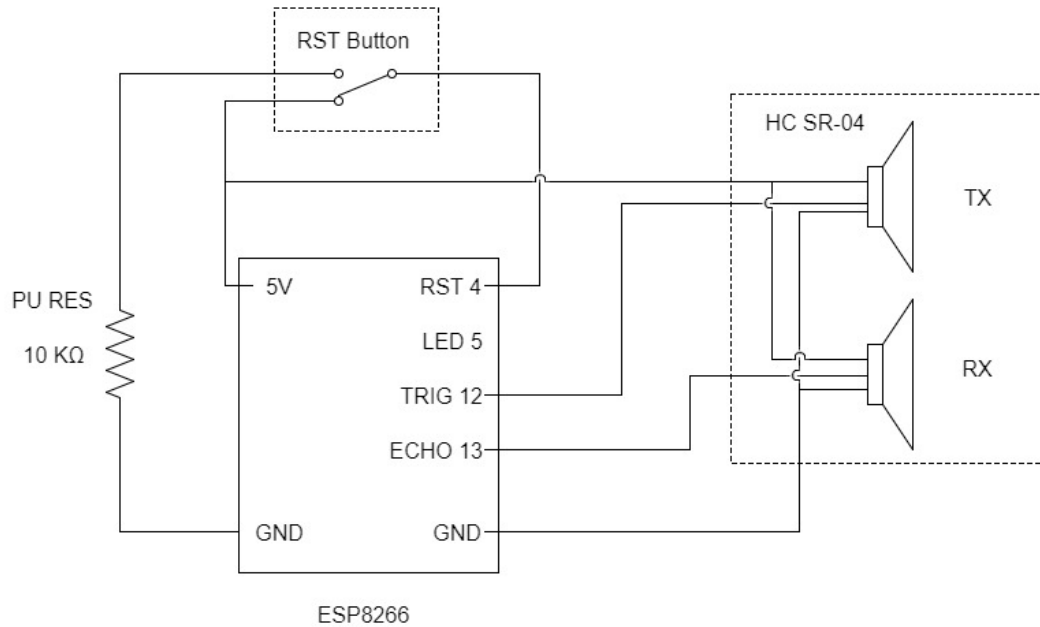 RST Button
HC SR-04
TX
5V
RST 4
PU RES
LED 5
10 KΩ
RX
TRIG 12
ECHO 13
GND
GND
ESP8266